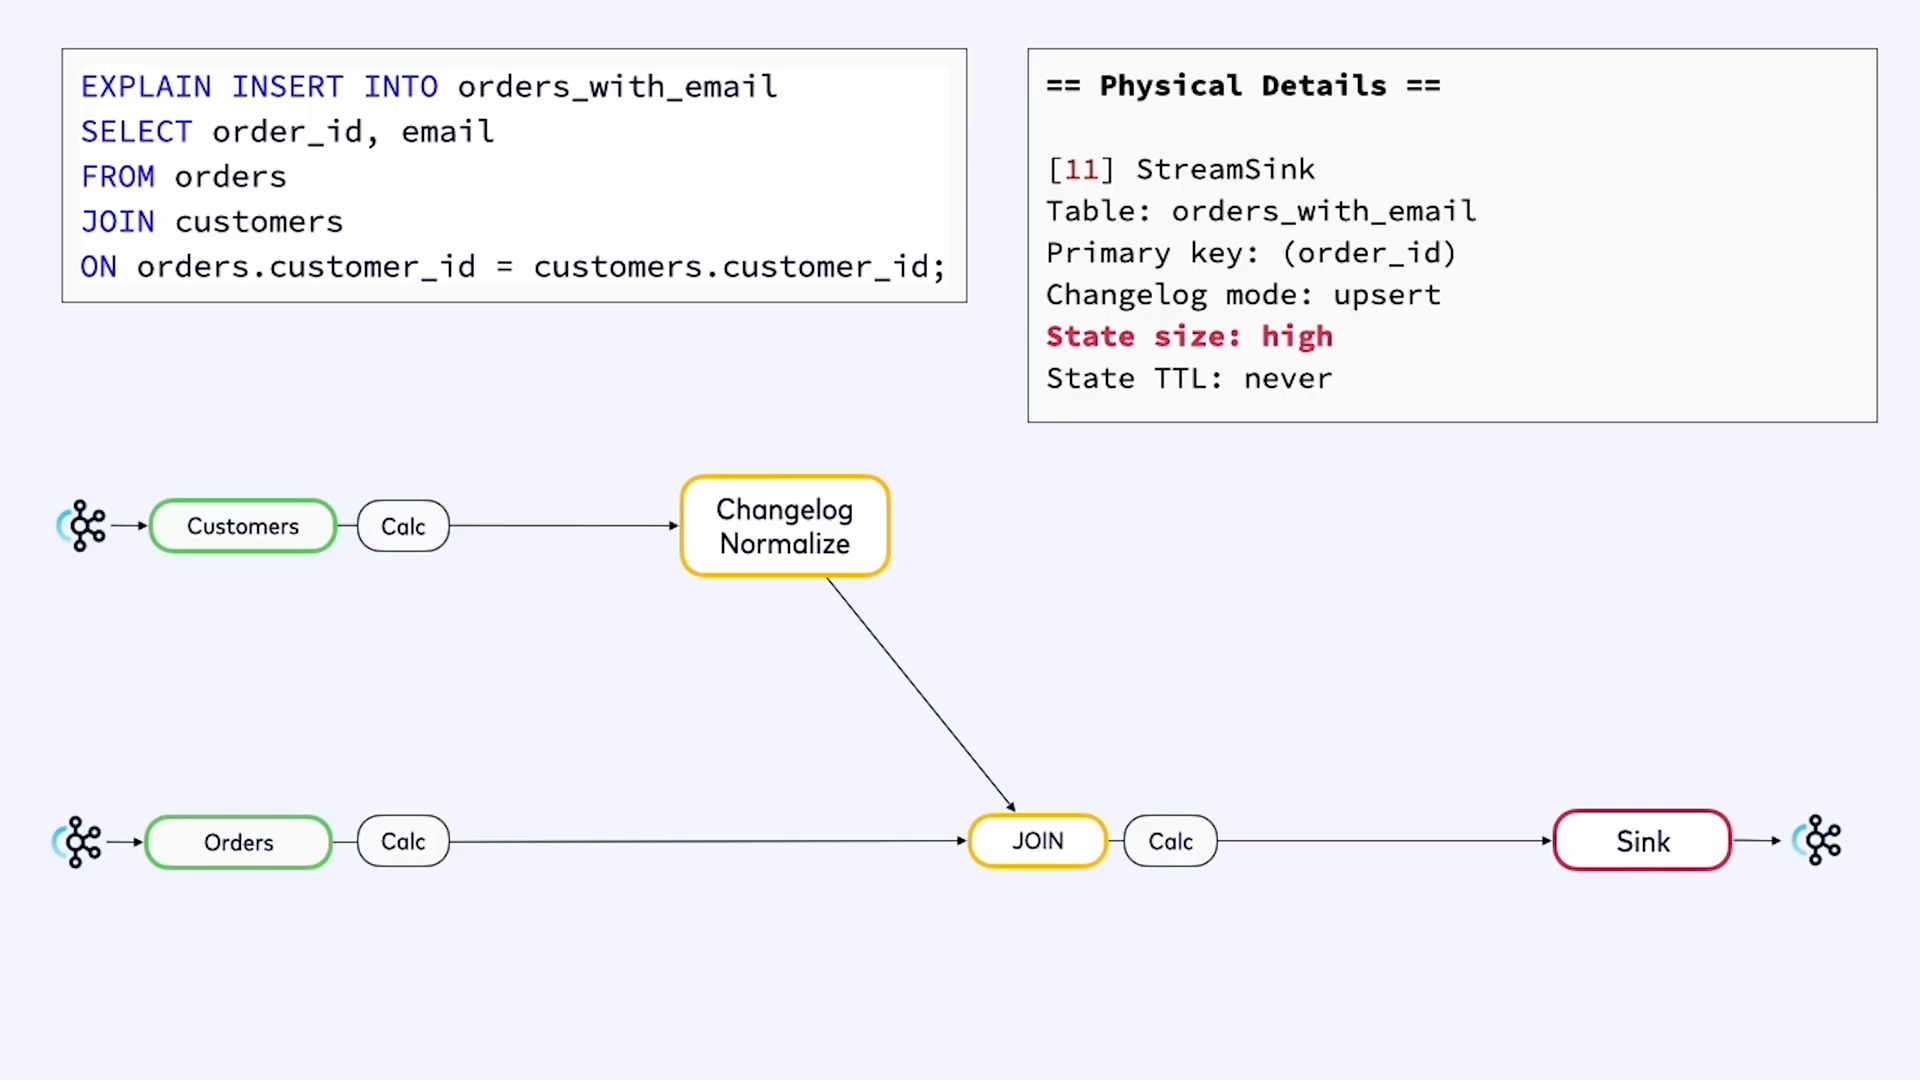 EXPLAIN INSERT INTO orders_with_email
SELECT order_id, email
FROM orders
JOIN customers
ON orders.customer_id = customers.customer_id;
== Physical Details ==
[11] StreamSink
Table: orders_with_email
Primary key: (order_id)
Changelog mode: upsert
State size: high
State TTL: never
Customers
Calc
Changelog
Normalize
Orders
Calc
JOIN
Calc
Sink